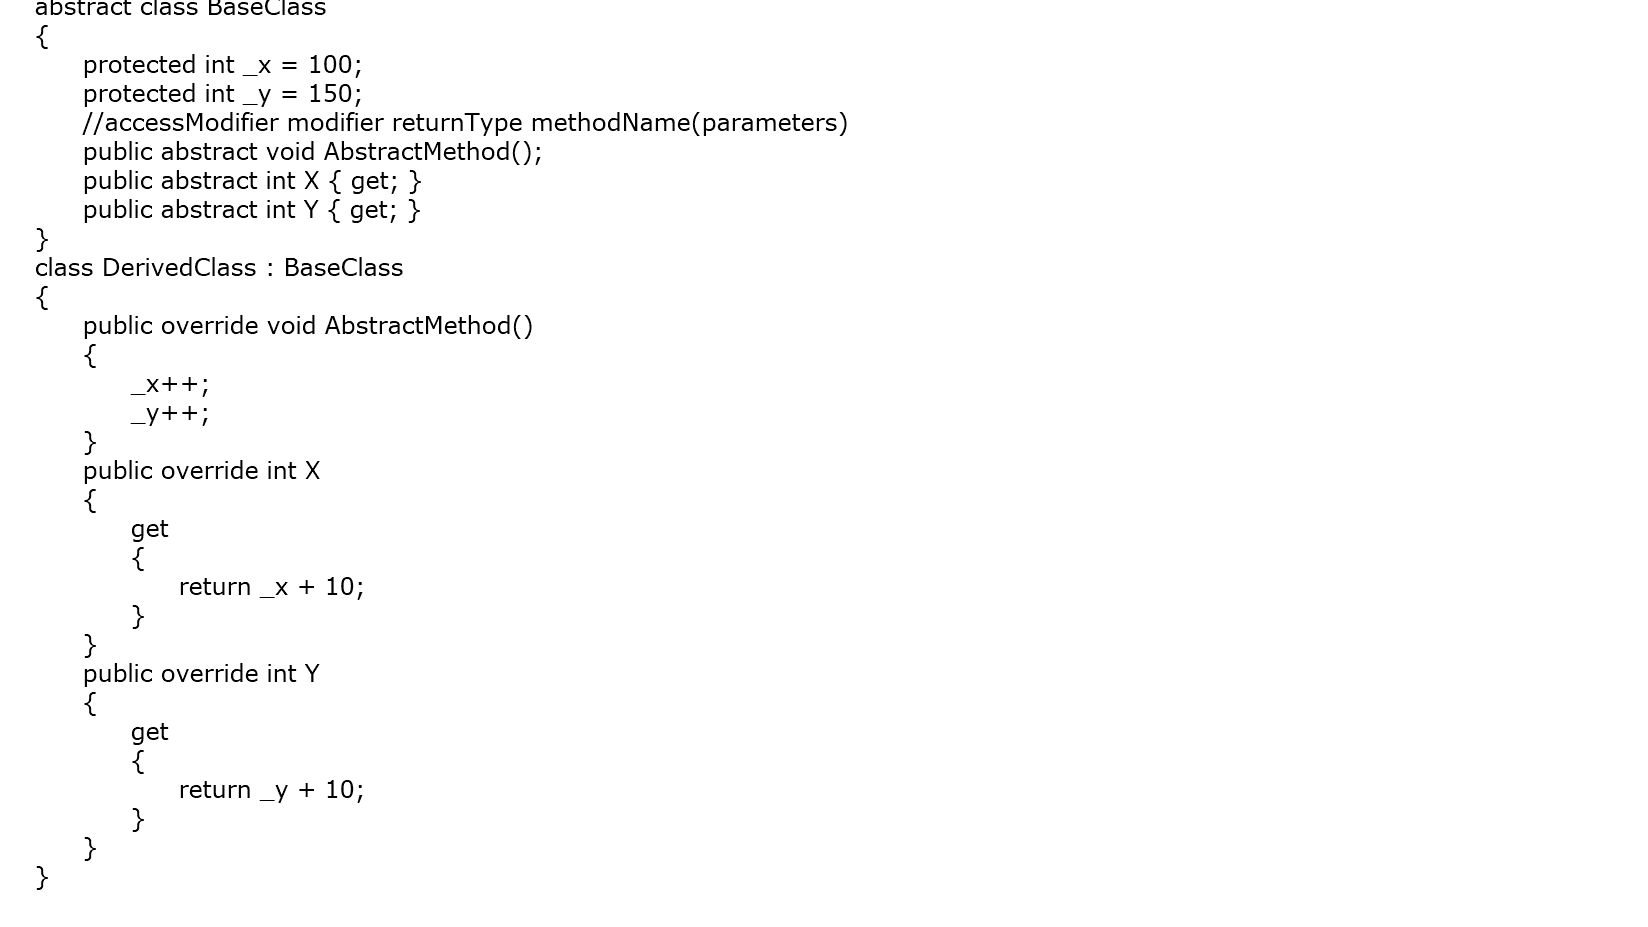 abstract class BaseClass
{
protected int _x = 100;
protected int _y = 150;
//accessModifier modifier returnType methodName(parameters)
public abstract void AbstractMethod();
public abstract int X { get; }
public abstract int Y { get; }
}
class DerivedClass : BaseClass
{
public override void AbstractMethod()
{
_x++;
_y++;
}
public override int X
{
get
{
return _x + 10;
}
}
public override int Y
{
get
{
return _y + 10;
}
}
}